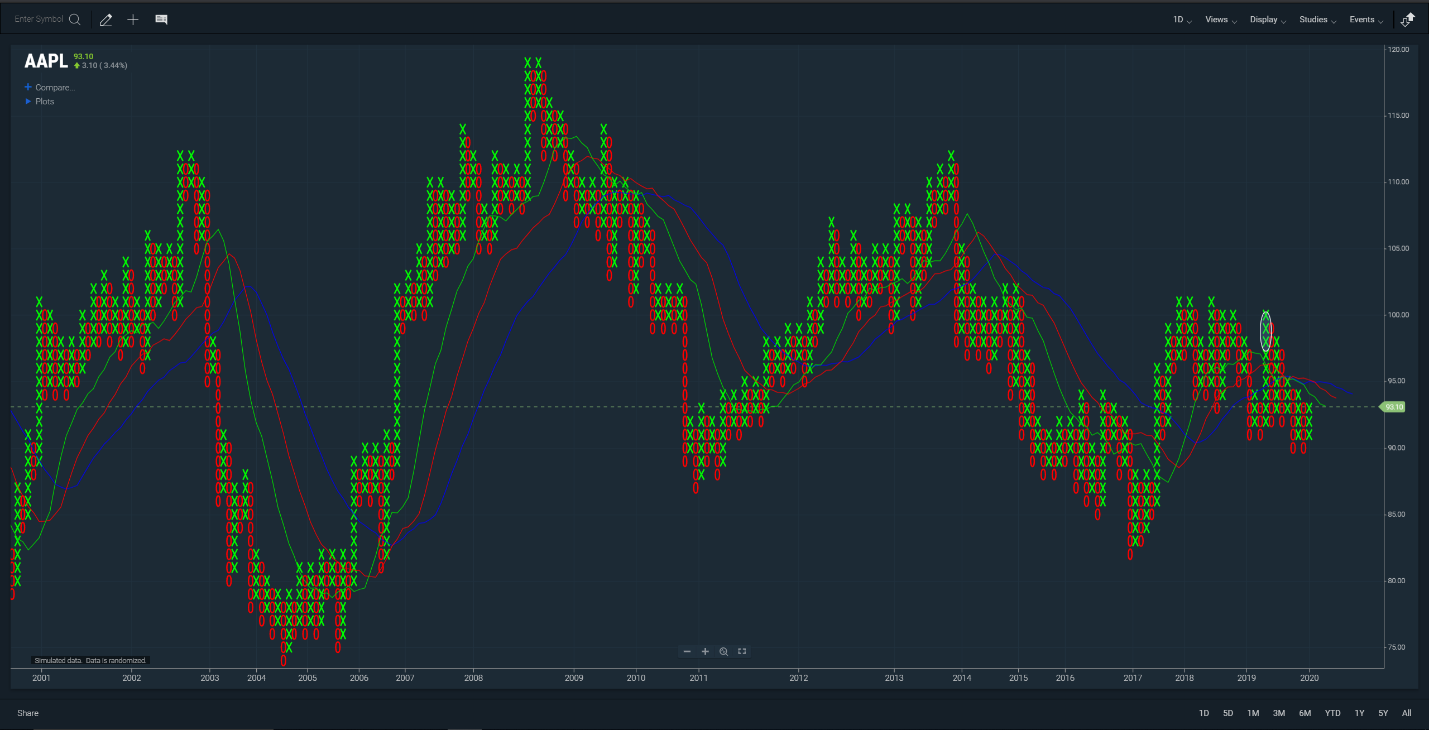 Enter Symbol 1D Views Display Studies Events
AAPL 93.10
3.10 ( 3.44%)
Compare...
Plots
120.00
115.00
110.00
105.00
100.00
95.00
93.10
90.00
85.00
80.00
75.00
Simulated data. Data is randomized.
2001 2002 2003 2004 2005 2006 2007 2008 2009 2010 2011 2012 2013 2014 2015 2016 2017 2018 2019 2020
Share 1D 5D 1M 3M 6M YTD 1Y 5Y All